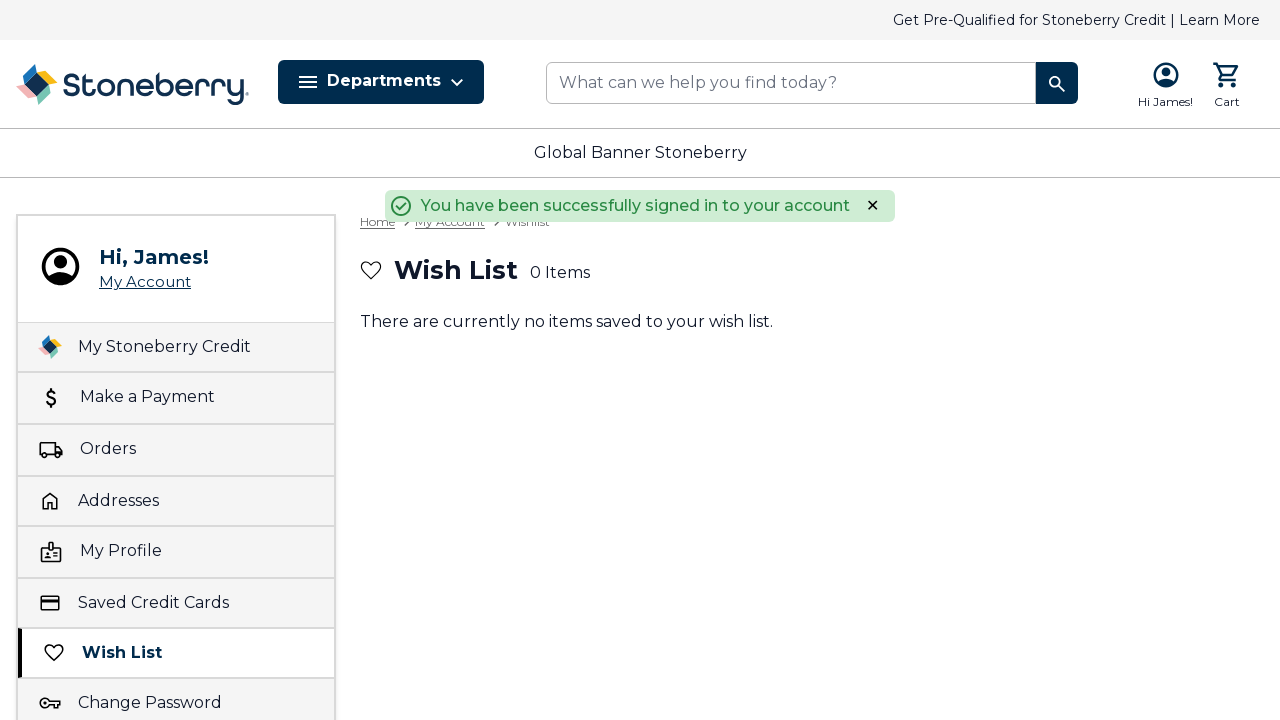 Get Pre-Qualified for Stoneberry Credit | Learn More
Stoneberry
Departments
What can we help you find today?
Hi James!
Cart
Global Banner Stoneberry
You have been successfully signed in to your account
Home
My Account
Wishlist
Hi, James!
My Account
Wish List 0 Items
There are currently no items saved to your wish list.
My Stoneberry Credit
Make a Payment
Orders
Addresses
My Profile
Saved Credit Cards
Wish List
Change Password